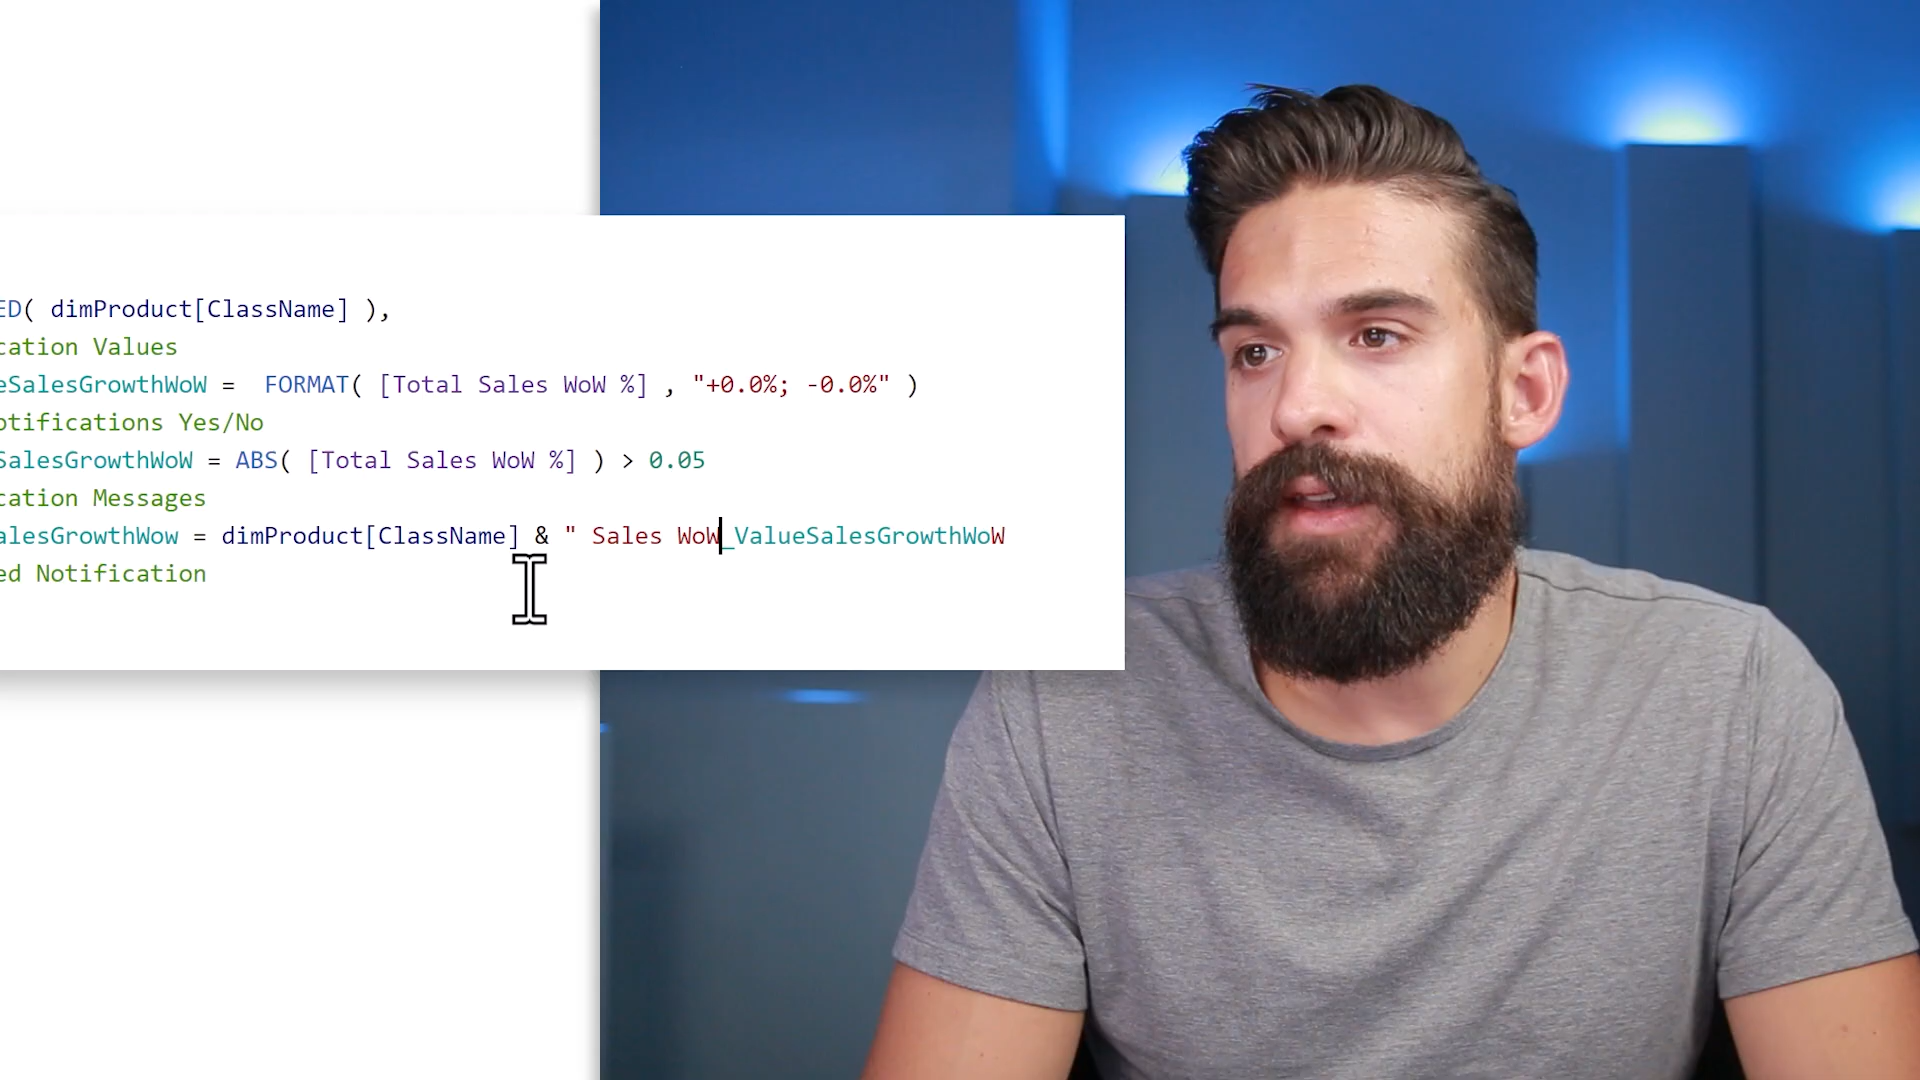 ED( dimProduct[ClassName] ),
cation Values
eSalesGrowthWoW =  FORMAT( [Total Sales WoW %] , "+0.0%; -0.0%" )
otifications Yes/No
SalesGrowthWoW = ABS( [Total Sales WoW %] ) > 0.05
cation Messages
alesGrowthWow = dimProduct[ClassName] & " Sales WoW_ValueSalesGrowthWoW
ed Notification